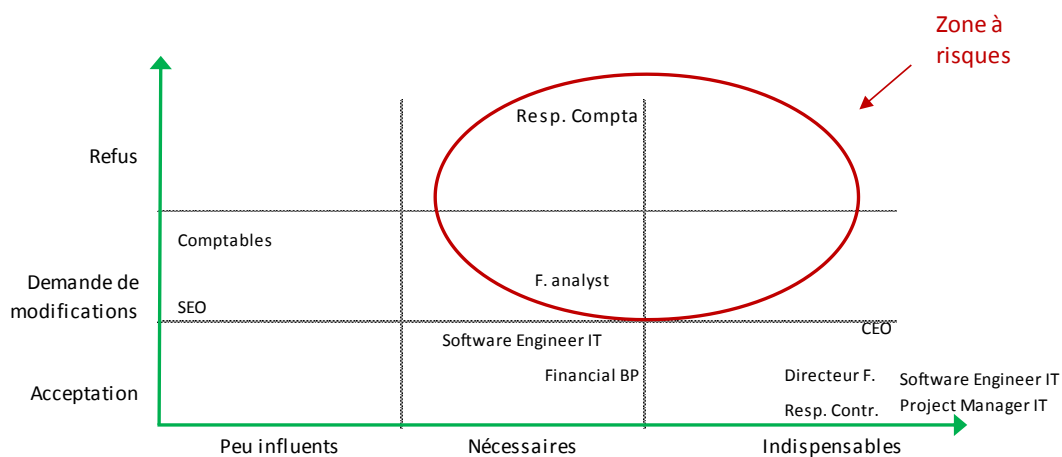 Zone à
risques
Resp. Compta
Refus
Comptables
F. analyst
Demande de
modifications
SEO
CEO
Software Engineer IT
Financial BP
Directeur F.
Software Engineer IT
Acceptation
Resp. Contr.
Project Manager IT
Peu influents
Nécessaires
Indispensables